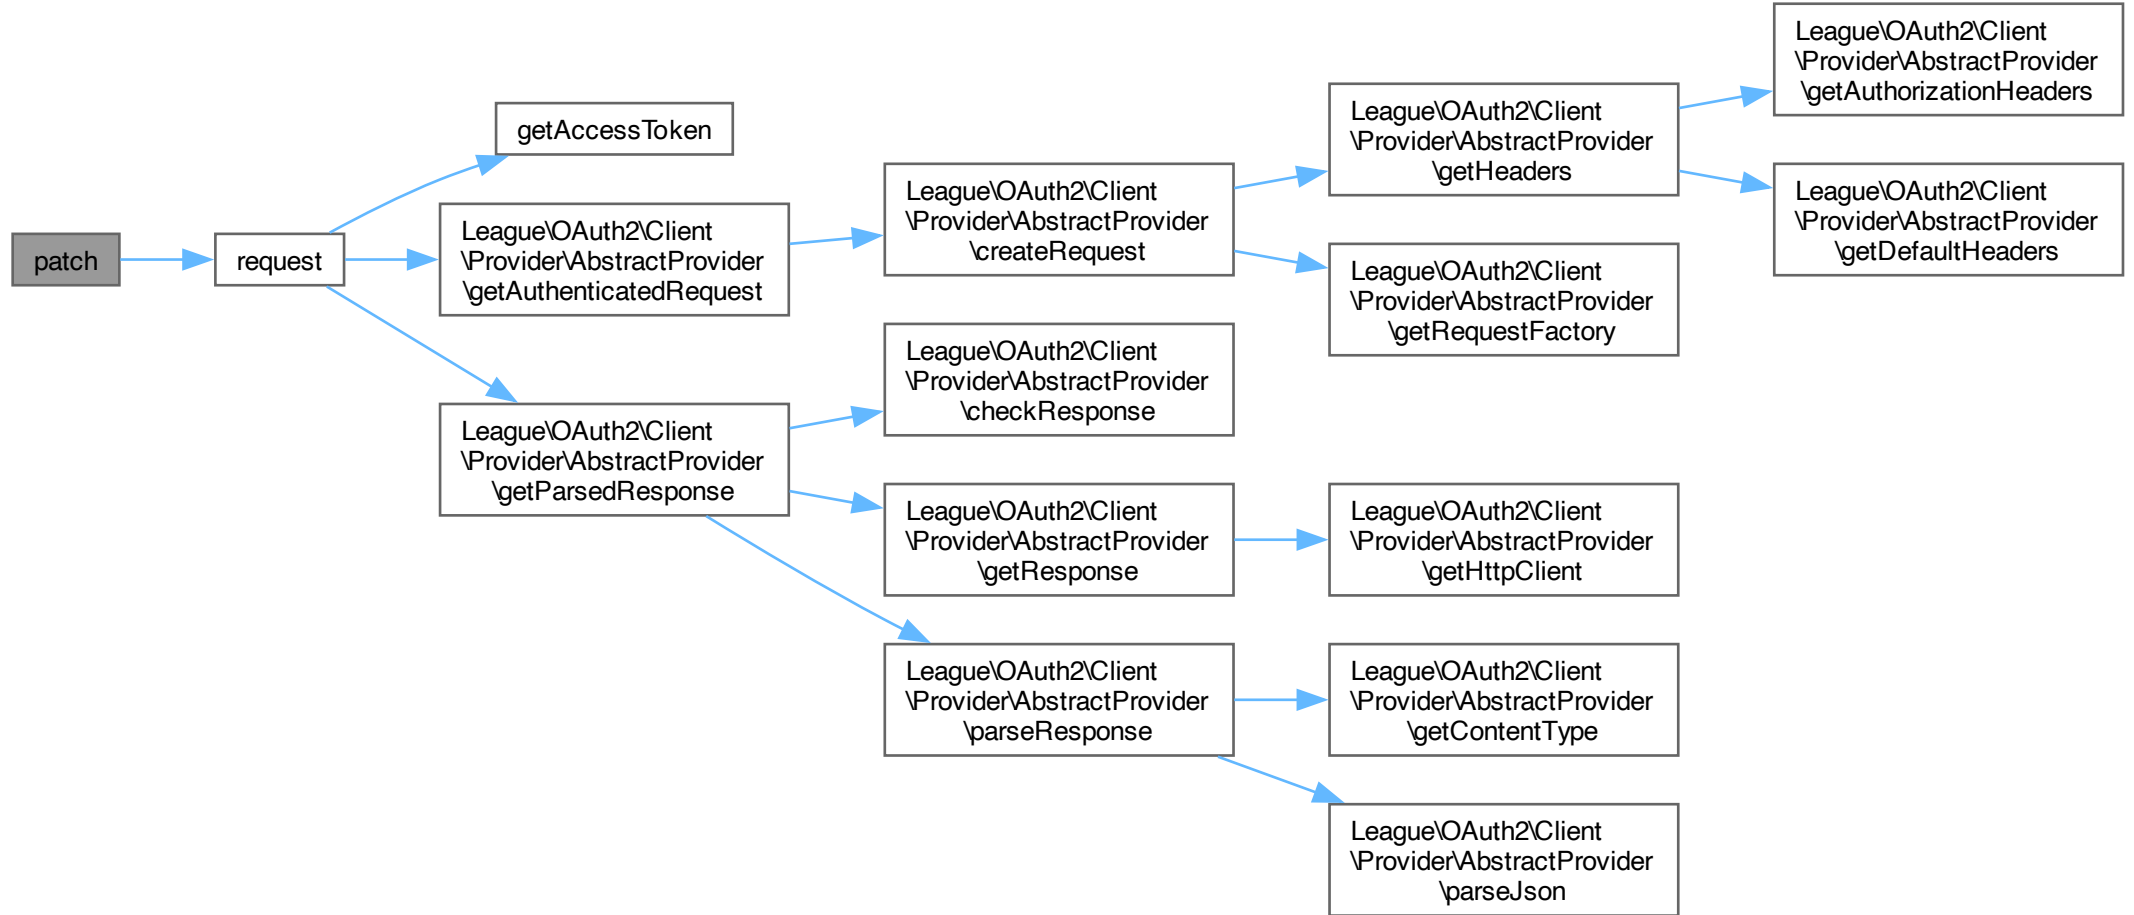 patch
request
getAccessToken
League\OAuth2\Client
\Provider\AbstractProvider
\getAuthenticatedRequest
League\OAuth2\Client
\Provider\AbstractProvider
\getParsedResponse
League\OAuth2\Client
\Provider\AbstractProvider
\createRequest
League\OAuth2\Client
\Provider\AbstractProvider
\checkResponse
League\OAuth2\Client
\Provider\AbstractProvider
\getResponse
League\OAuth2\Client
\Provider\AbstractProvider
\parseResponse
League\OAuth2\Client
\Provider\AbstractProvider
\getHeaders
League\OAuth2\Client
\Provider\AbstractProvider
\getRequestFactory
League\OAuth2\Client
\Provider\AbstractProvider
\getHttpClient
League\OAuth2\Client
\Provider\AbstractProvider
\getContentType
League\OAuth2\Client
\Provider\AbstractProvider
\parseJson
League\OAuth2\Client
\Provider\AbstractProvider
\getAuthorizationHeaders
League\OAuth2\Client
\Provider\AbstractProvider
\getDefaultHeaders